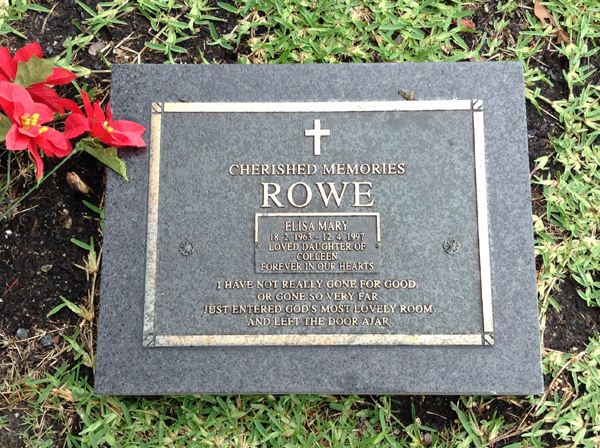 CHERISHED MEMORIES
ROWE
ELISA MARY
18. 2. 1963 – 12. 4. 1997
LOVED DAUGHTER OF
COLLEEN
FOREVER IN OUR HEARTS
I HAVE NOT REALLY GONE FOR GOOD,
OR GONE SO VERY FAR
JUST ENTERED GOD'S MOST LOVELY ROOM
AND LEFT THE DOOR AJAR